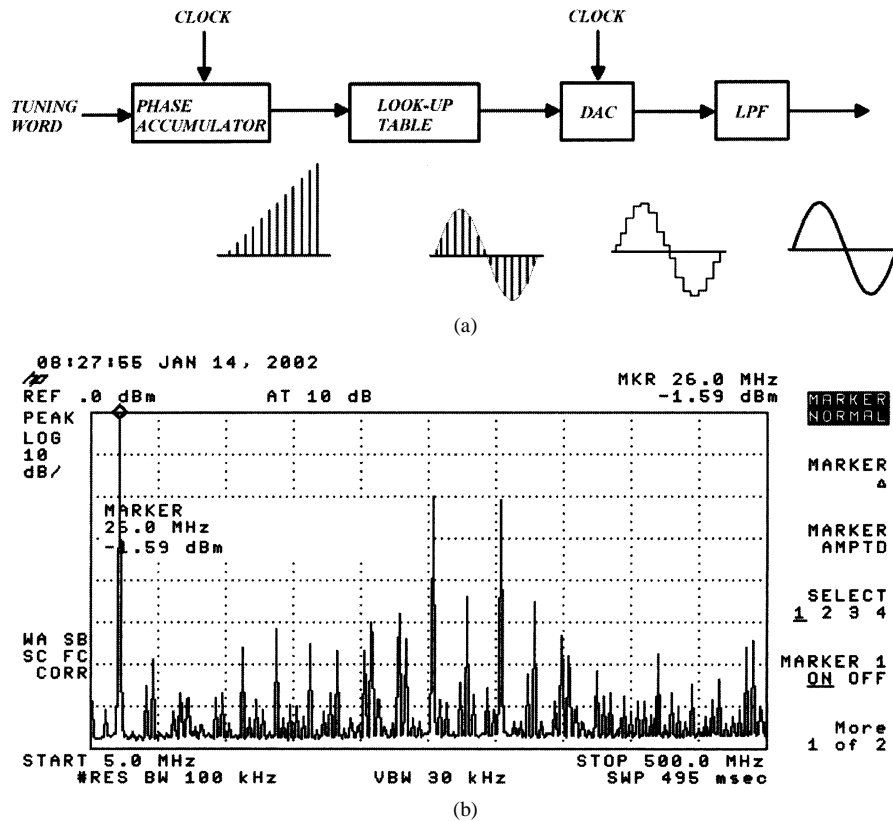 CLOCK
CLOCK
TUNING
WORD
PHASE
ACCUMULATOR
LOOK-UP
TABLE
DAC
LPF
(a)
08:27:55 JAN 14, 2002
hp
REF .0 dBm AT 10 dB MKR 26.0 MHz
-1.59 dBm
PEAK
LOG
10
dB/
MARKER
26.0 MHz
-1.59 dBm
WA SB
SC FC
CORR
START 5.0 MHz STOP 500.0 MHz
#RES BW 100 kHz VBW 30 kHz SWP 495 msec
MARKER
NORMAL
MARKER
Δ
MARKER
AMPTD
SELECT
1 2 3 4
MARKER 1
ON OFF
More
1 of 2
(b)